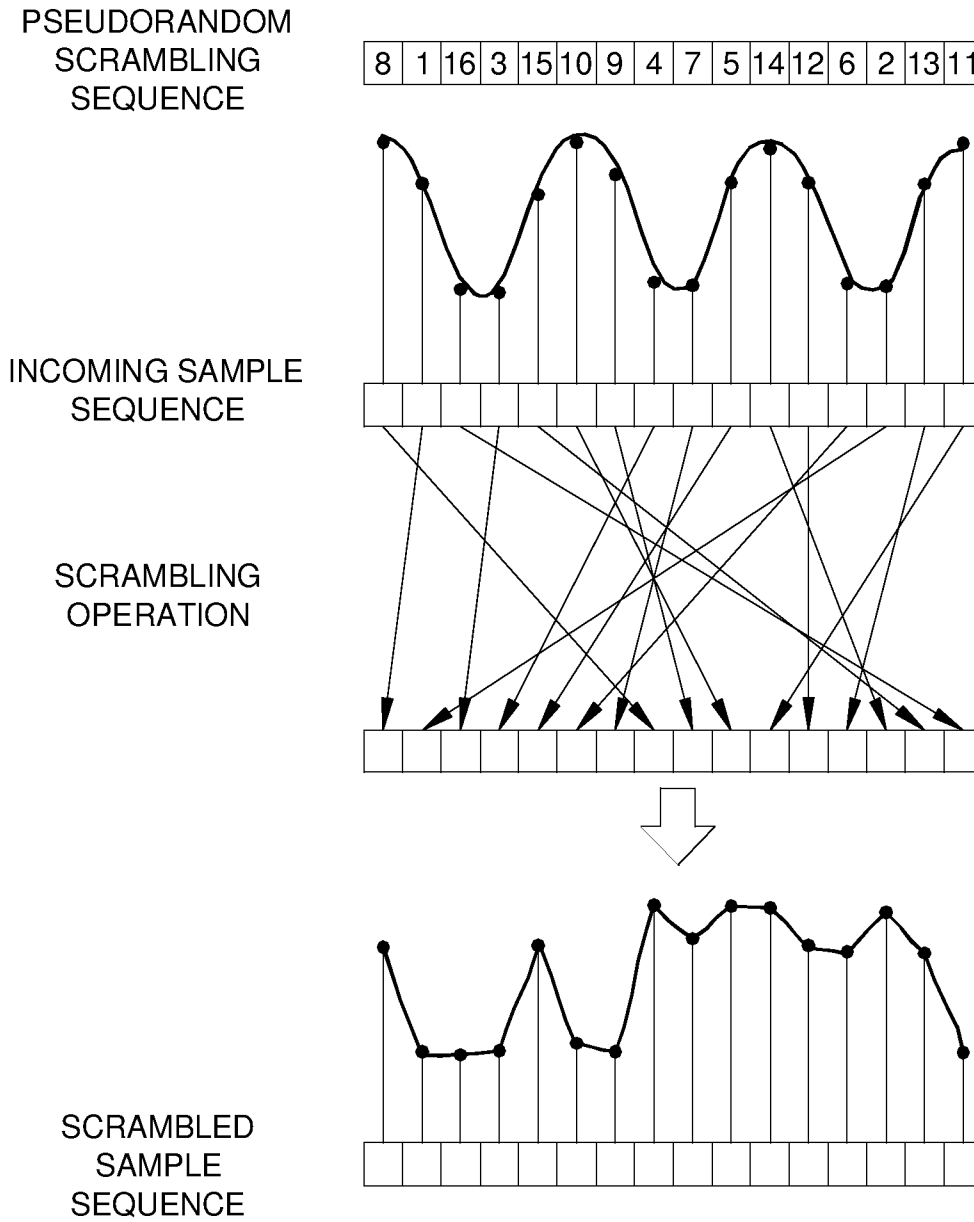 PSEUDORANDOM
SCRAMBLING
SEQUENCE
8 1 16 3 15 10 9 4 7 5 14 12 6 2 13 11
INCOMING SAMPLE
SEQUENCE
SCRAMBLING
OPERATION
SCRAMBLED
SAMPLE
SEQUENCE